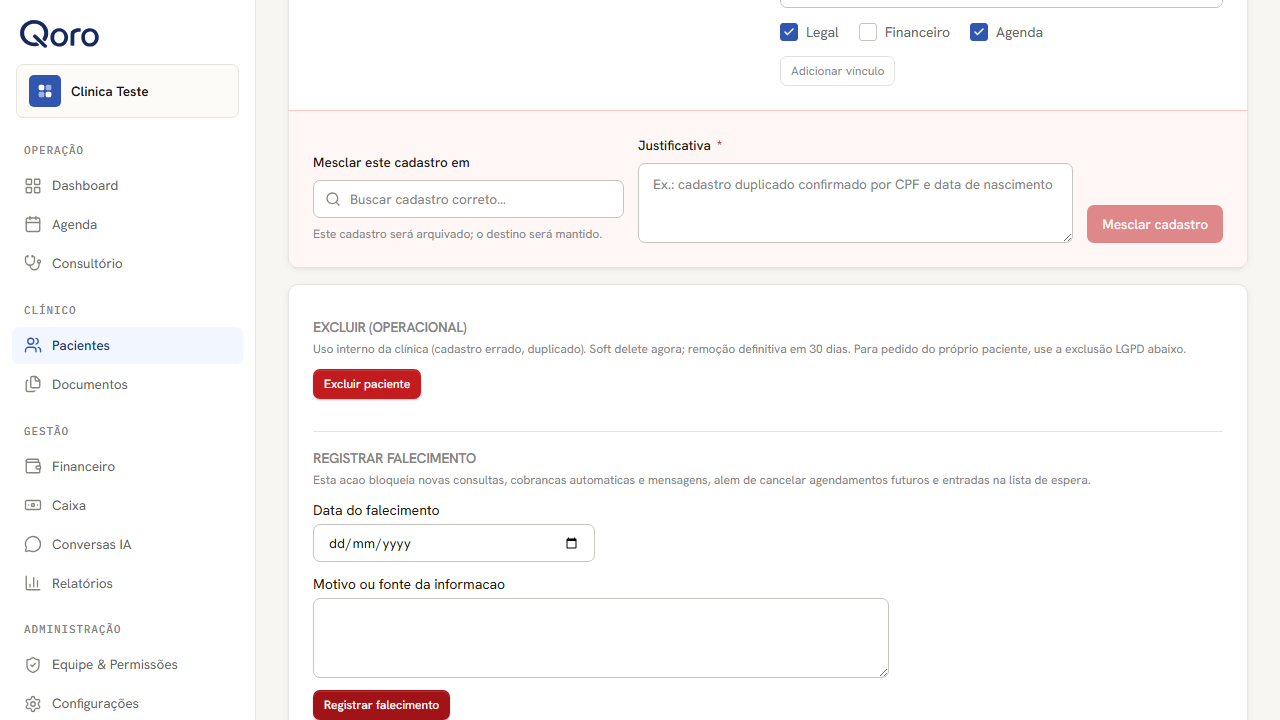 Qoro
Clinica Teste
OPERAÇÃO
Dashboard
Agenda
Consultório
CLÍNICO
Pacientes
Documentos
GESTÃO
Financeiro
Caixa
Conversas IA
Relatórios
ADMINISTRAÇÃO
Equipe & Permissões
Configurações
Legal Financeiro Agenda
Adicionar vínculo
Mesclar este cadastro em
Buscar cadastro correto...
Este cadastro será arquivado; o destino será mantido.
Justificativa *
Ex.: cadastro duplicado confirmado por CPF e data de nascimento
Mesclar cadastro
EXCLUIR (OPERACIONAL)
Uso interno da clínica (cadastro errado, duplicado). Soft delete agora; remoção definitiva em 30 dias. Para pedido do próprio paciente, use a exclusão LGPD abaixo.
Excluir paciente
REGISTRAR FALECIMENTO
Esta acao bloqueia novas consultas, cobrancas automaticas e mensagens, alem de cancelar agendamentos futuros e entradas na lista de espera.
Data do falecimento
dd/mm/yyyy
Motivo ou fonte da informacao
Registrar falecimento